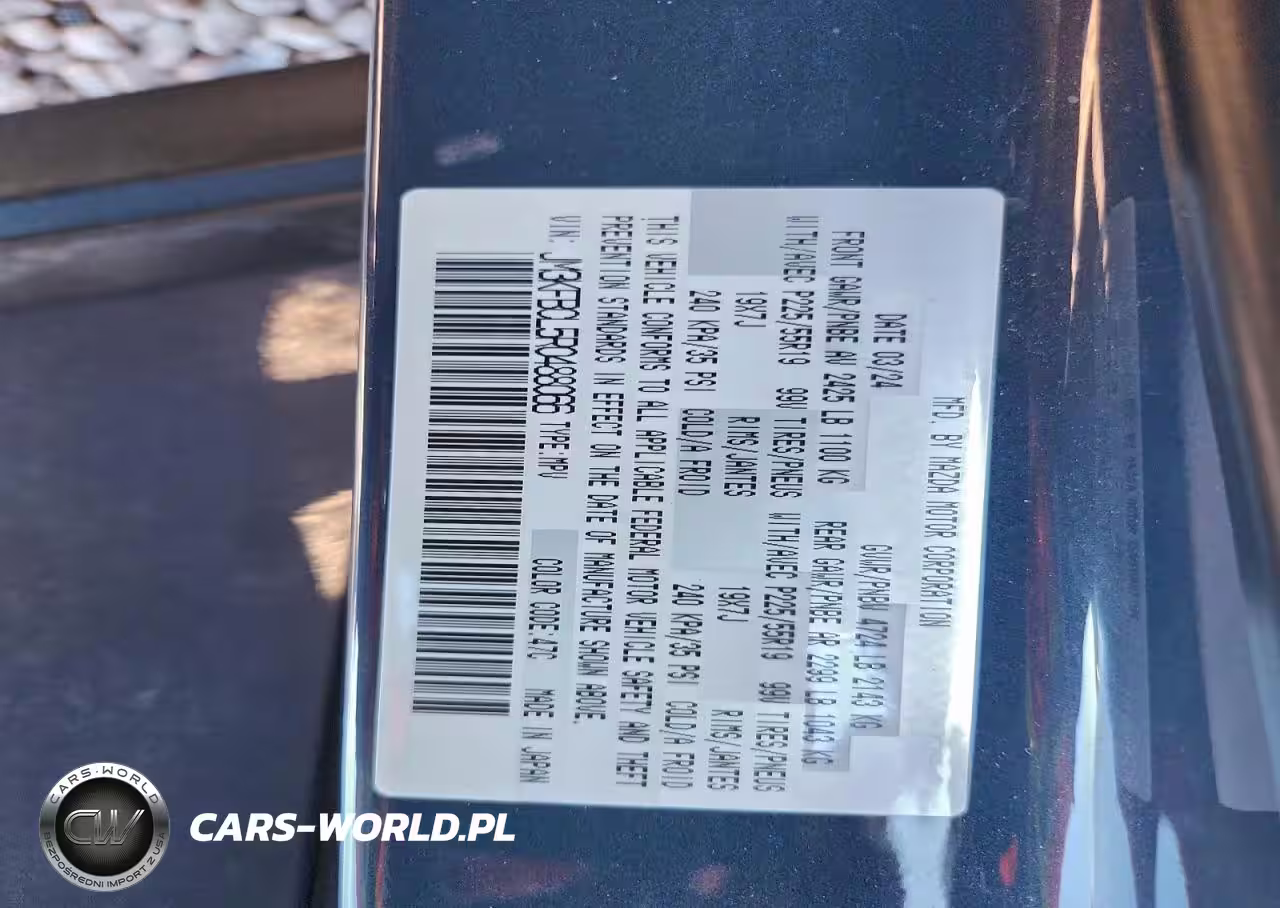 MFD. BY MAZDA MOTOR CORPORATION
DATE 03/24 GVWR/PNBV 4724 LB 2143 KG
FRONT GAWR/PNBE AV 2425 LB 1100 KG REAR GAWR/PNBE AR 2299 LB 1043 KG
WITH/AVEC P225/55R19 99V TIRES/PNEUS WITH/AVEC P225/55R19 99V TIRES/PNEUS
19X7J RIMS/JANTES 19X7J RIMS/JANTES
240 KPA/35 PSI COLD/A FROID 240 KPA/35 PSI COLD/A FROID
THIS VEHICLE CONFORMS TO ALL APPLICABLE FEDERAL MOTOR VEHICLE SAFETY AND THEFT
PREVENTION STANDARDS IN EFFECT ON THE DATE OF MANUFACTURE SHOWN ABOVE.
VIN: JM3KFBCL5R0488066 TYPE:MPV COLOR CODE:47C MADE IN JAPAN
CARS-WORLD
CW
BEZPOŚREDNI IMPORT Z USA
CARS-WORLD.PL